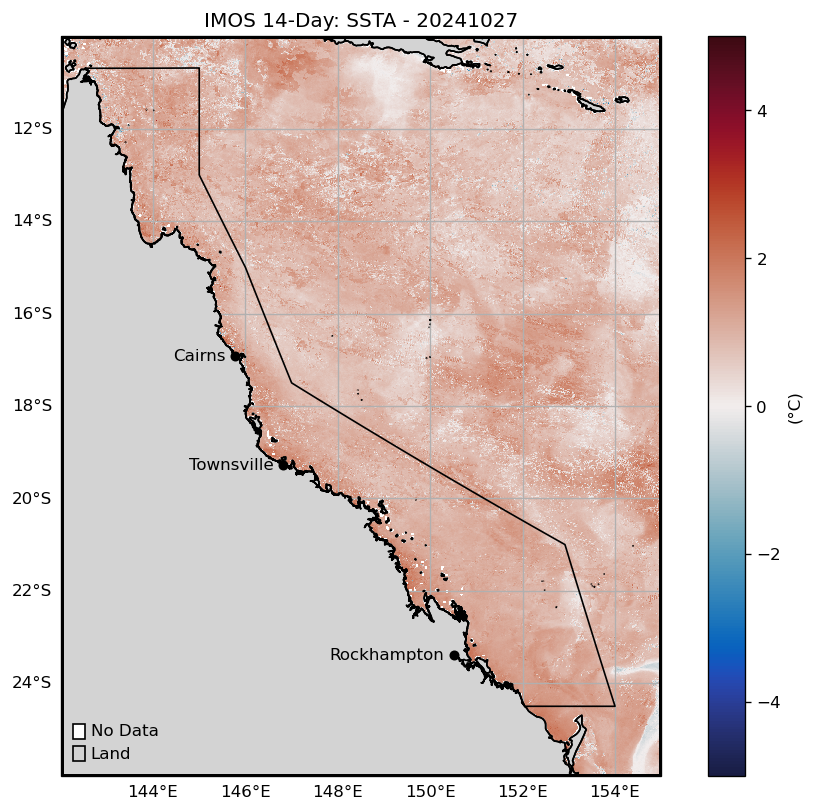 IMOS 14-Day: SSTA - 20241027
12°S
14°S
16°S
18°S
20°S
22°S
24°S
Cairns
Townsville
Rockhampton
No Data
Land
144°E
146°E
148°E
150°E
152°E
154°E
4
2
0
−2
−4
(°C)